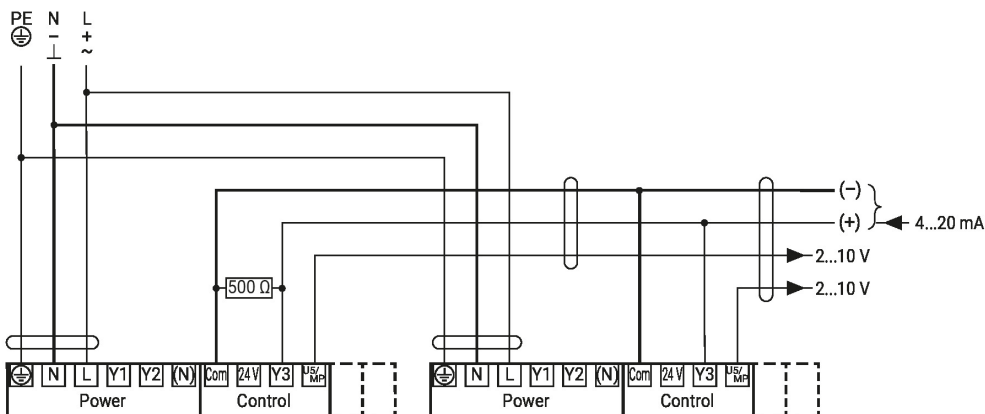 PE N L
− +
⊥ ~
(−)
(+) 4...20 mA
2...10 V
500 Ω 2...10 V
N L Y1 Y2 (N) Com 24 V Y3 U5/MP N L Y1 Y2 (N) Com 24 V Y3 U5/MP
Power Control Power Control